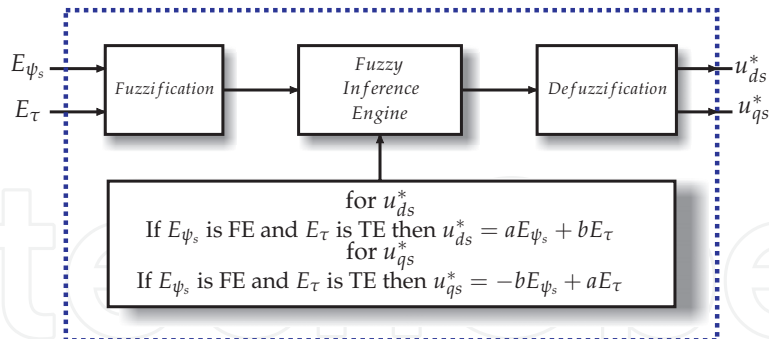 E_{ψ_s}
E_τ
Fuzzification
Fuzzy
Inference
Engine
Defuzzification
u*_{ds}
u*_{qs}
for u*_{ds}
If E_{ψ_s} is FE and E_τ is TE then u*_{ds} = aE_{ψ_s} + bE_τ
for u*_{qs}
If E_{ψ_s} is FE and E_τ is TE then u*_{qs} = −bE_{ψ_s} + aE_τ